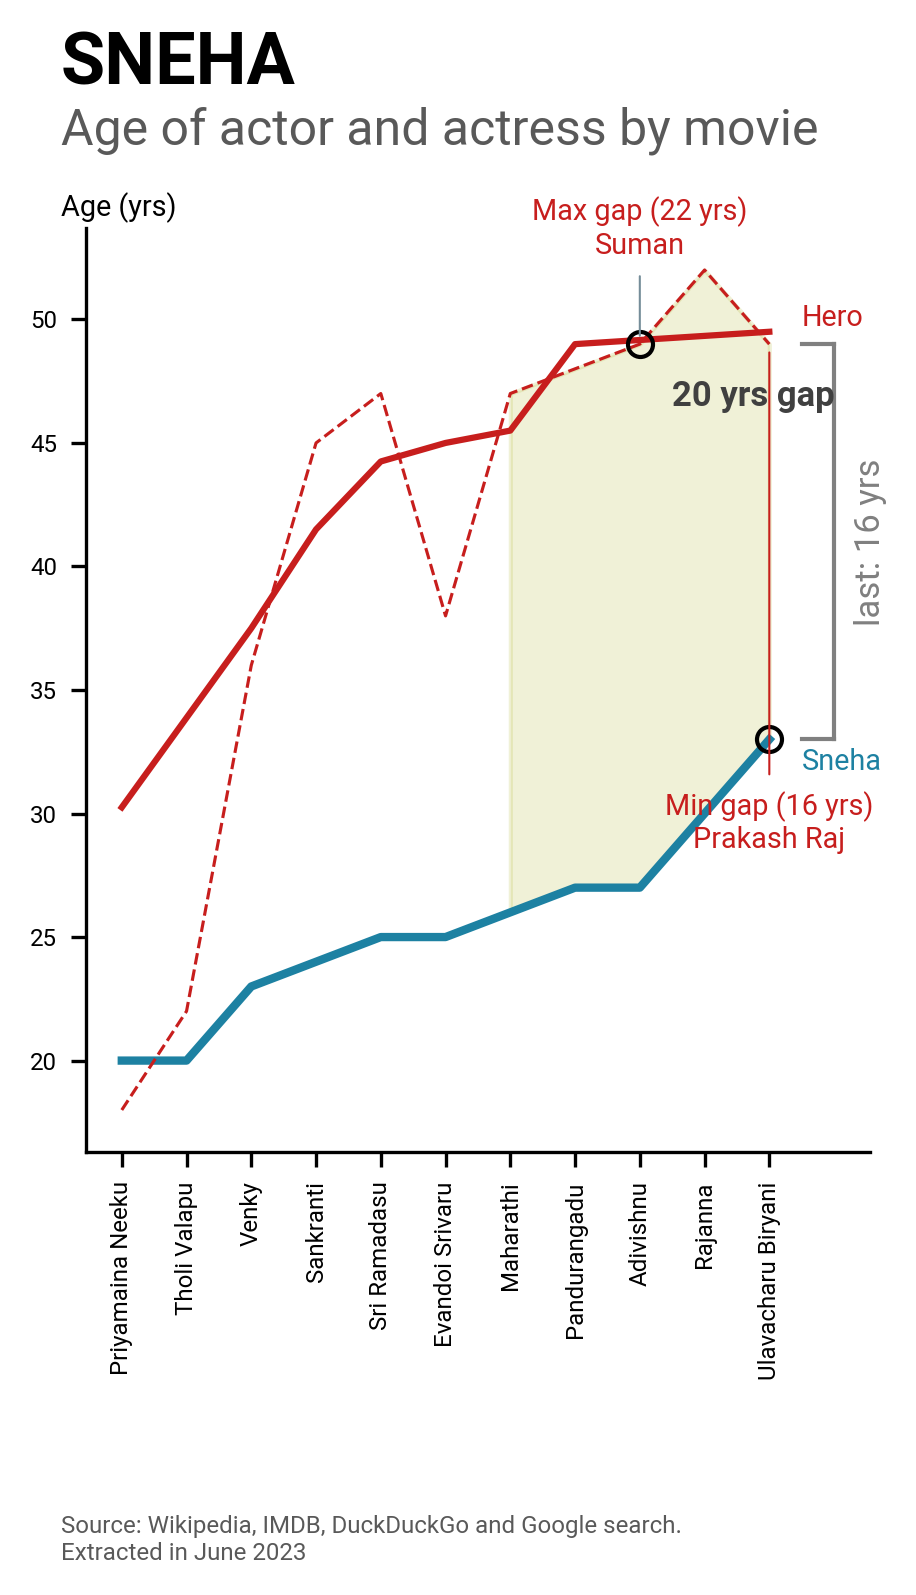 SNEHA
Age of actor and actress by movie
Age (yrs)
Max gap (22 yrs)
Suman
Hero
20 yrs gap
last: 16 yrs
Sneha
Min gap (16 yrs)
Prakash Raj
50
45
40
35
30
25
20
Priyamaina Neeku
Tholi Valapu
Venky
Sankranti
Sri Ramadasu
Evandoi Srivaru
Maharathi
Pandurangadu
Adivishnu
Rajanna
Ulavacharu Biryani
Source: Wikipedia, IMDB, DuckDuckGo and Google search.
Extracted in June 2023